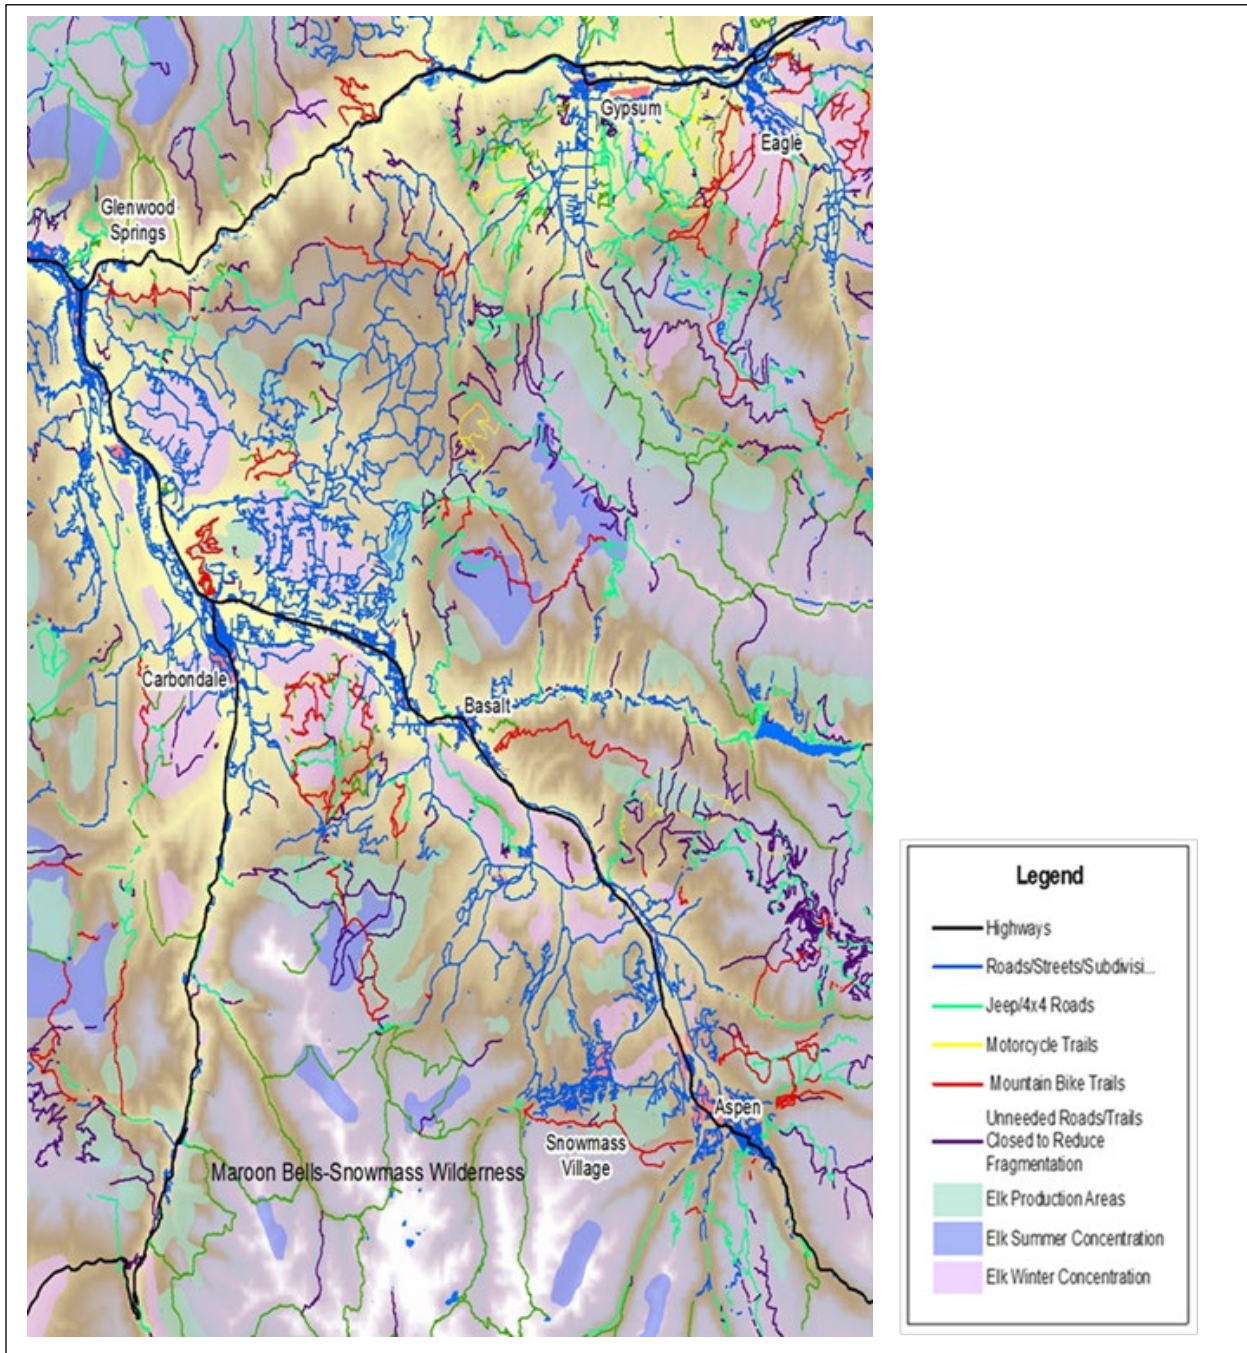 Gypsum
Eagle
Glenwood
Springs
Carbondale
Basalt
Aspen
Snowmass
Village
Maroon Bells-Snowmass Wilderness
Legend
Highways
Roads/Streets/Subdivisi...
Jeep/4x4 Roads
Motorcycle Trails
Mountain Bike Trails
Unneeded Roads/Trails
Closed to Reduce
Fragmentation
Elk Production Areas
Elk Summer Concentration
Elk Winter Concentration